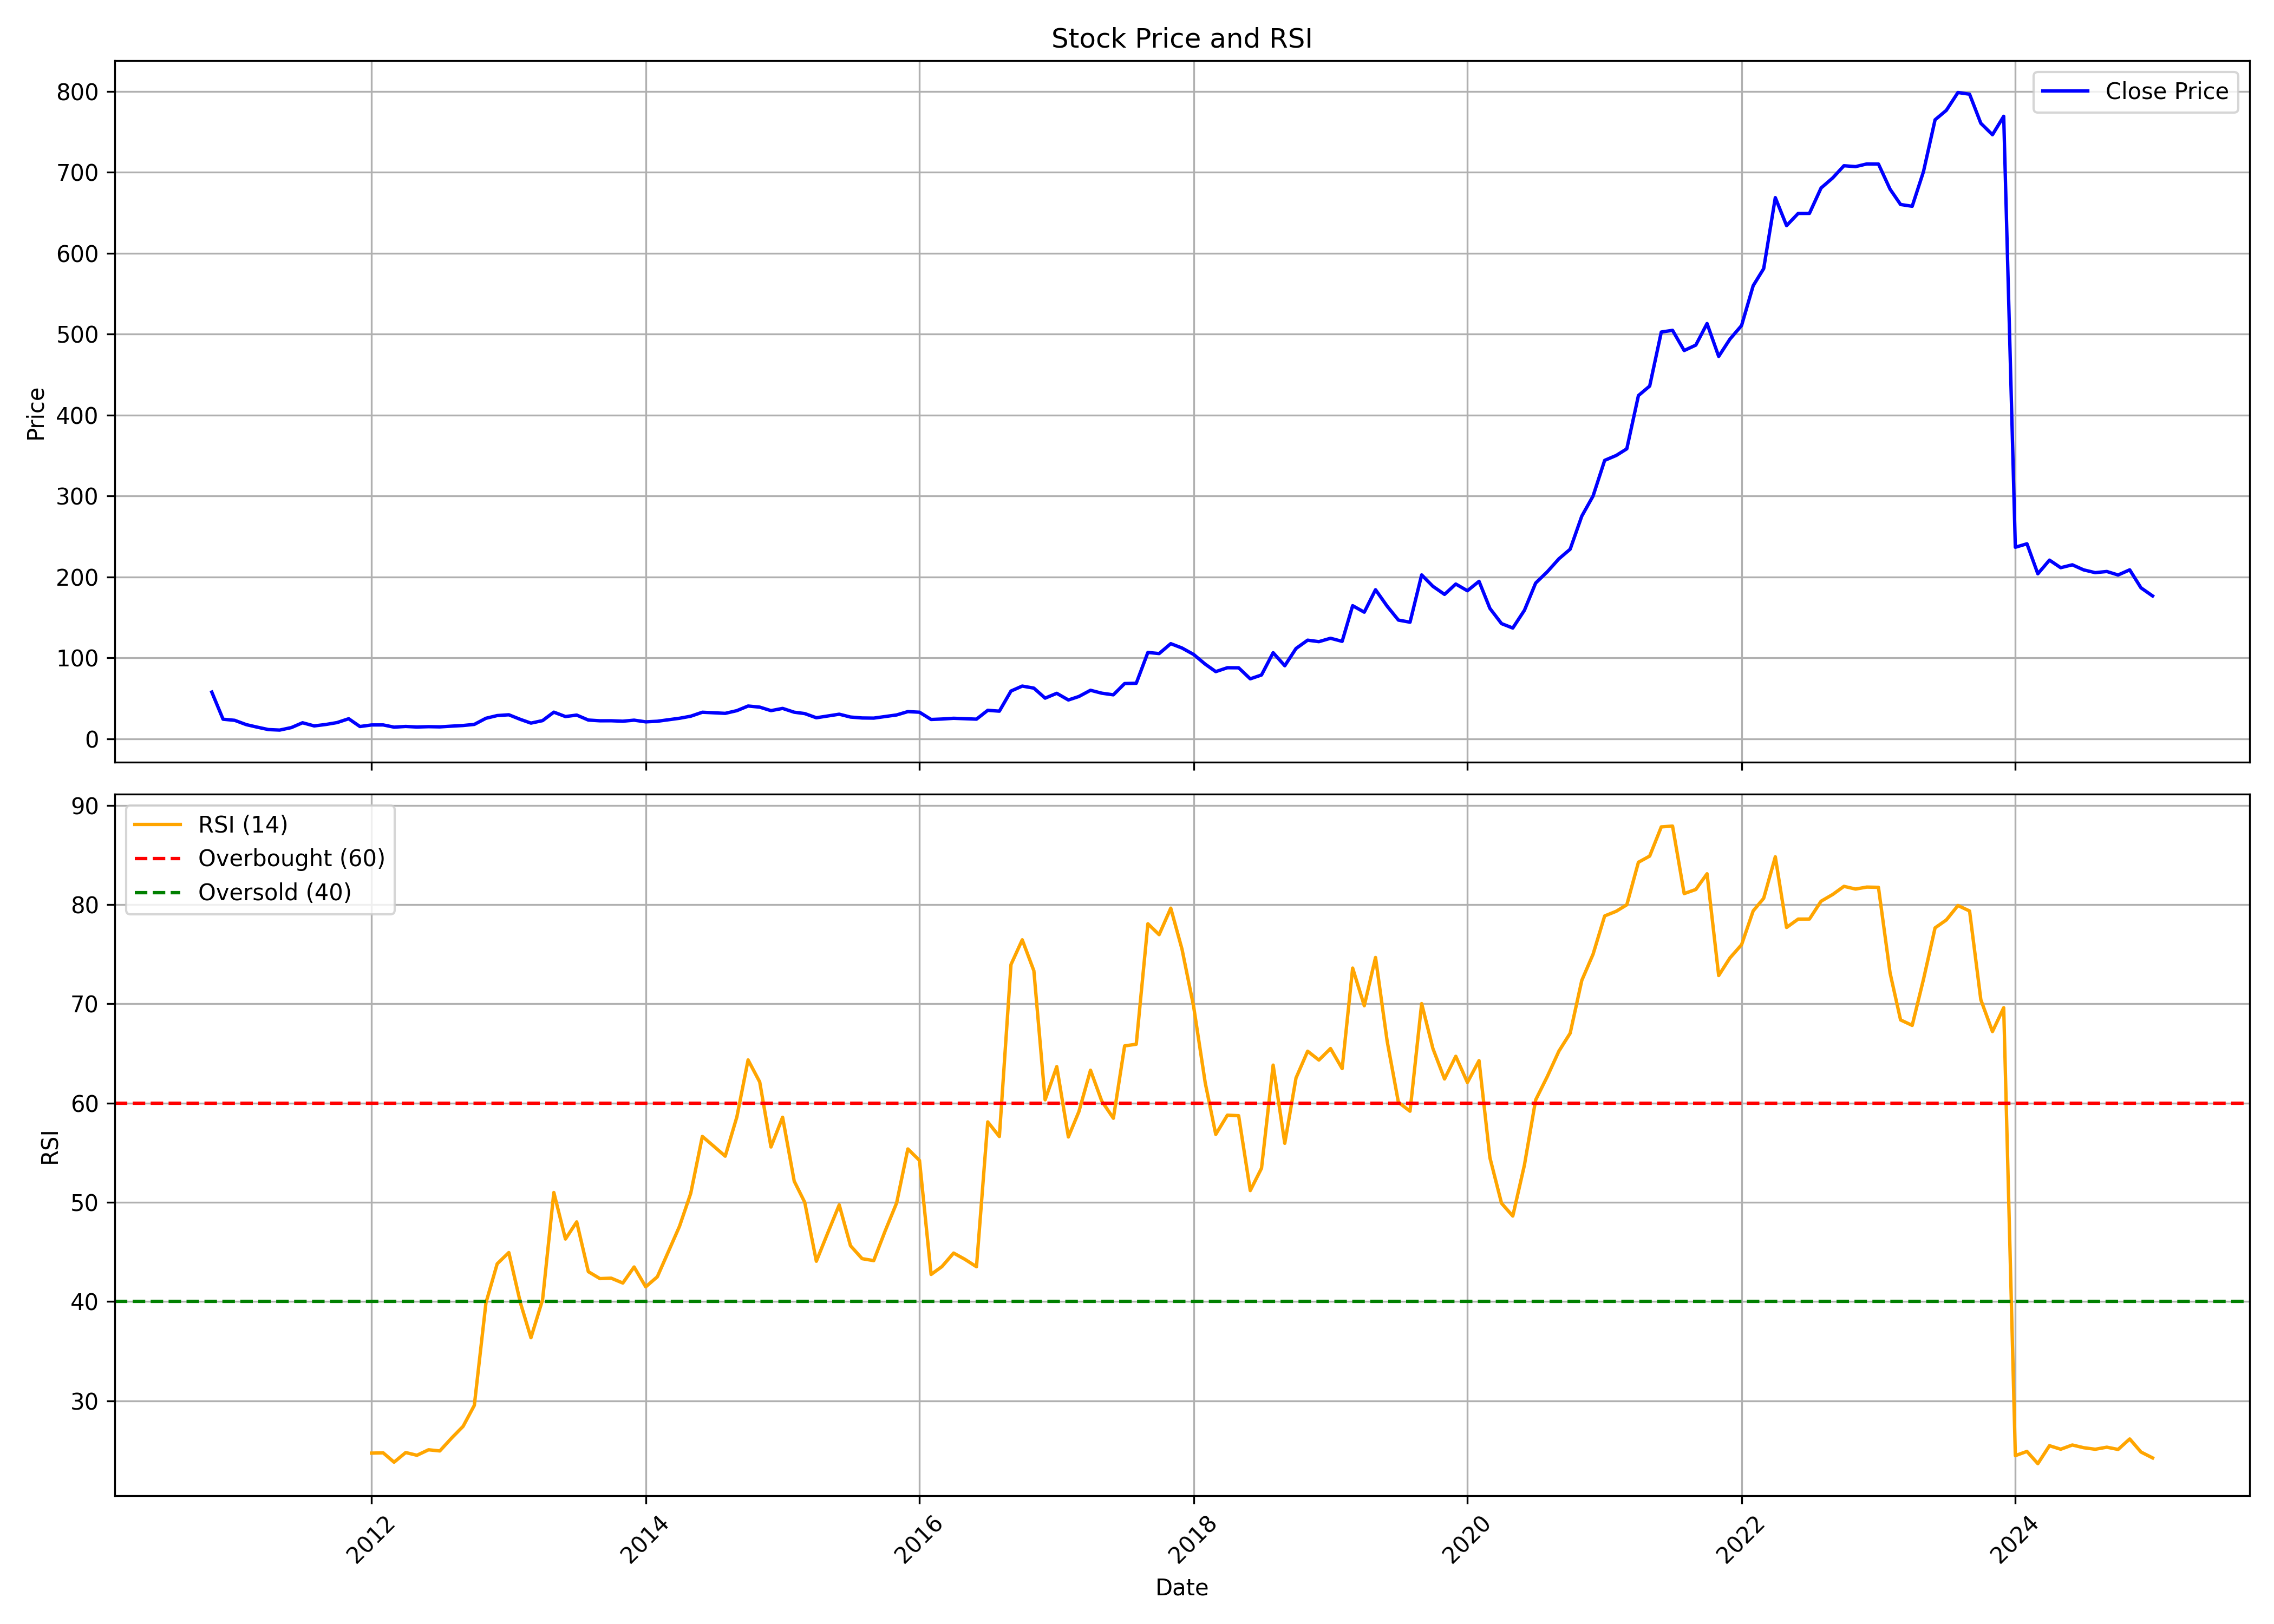 Stock Price and RSI
Close Price
Price
800
700
600
500
400
300
200
100
0
RSI (14)
Overbought (60)
Oversold (40)
RSI
90
80
70
60
50
40
30
2012
2014
2016
2018
2020
2022
2024
Date